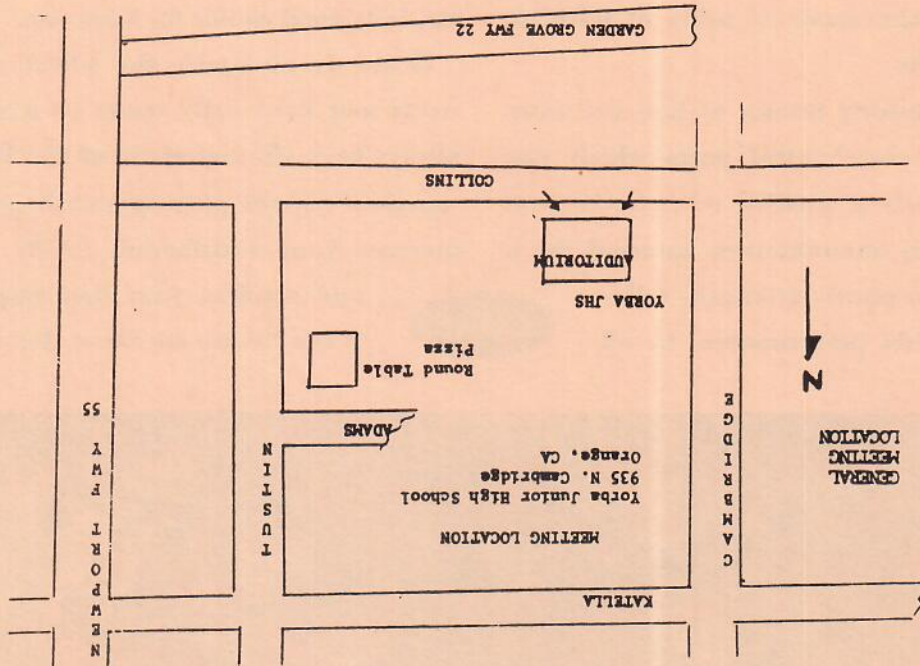 KATELLA
GENERAL
MEETING
LOCATION
N
CAMBRIDGE
MEETING LOCATION
Yorba Junior High School
935 N. Cambridge
Orange, CA
ADAMS
TUSTIN
NEWPORT FWY 55
Round Table
Pizza
YORBA JHS
AUDITORIUM
COLLINS
GARDEN GROVE FWY 22